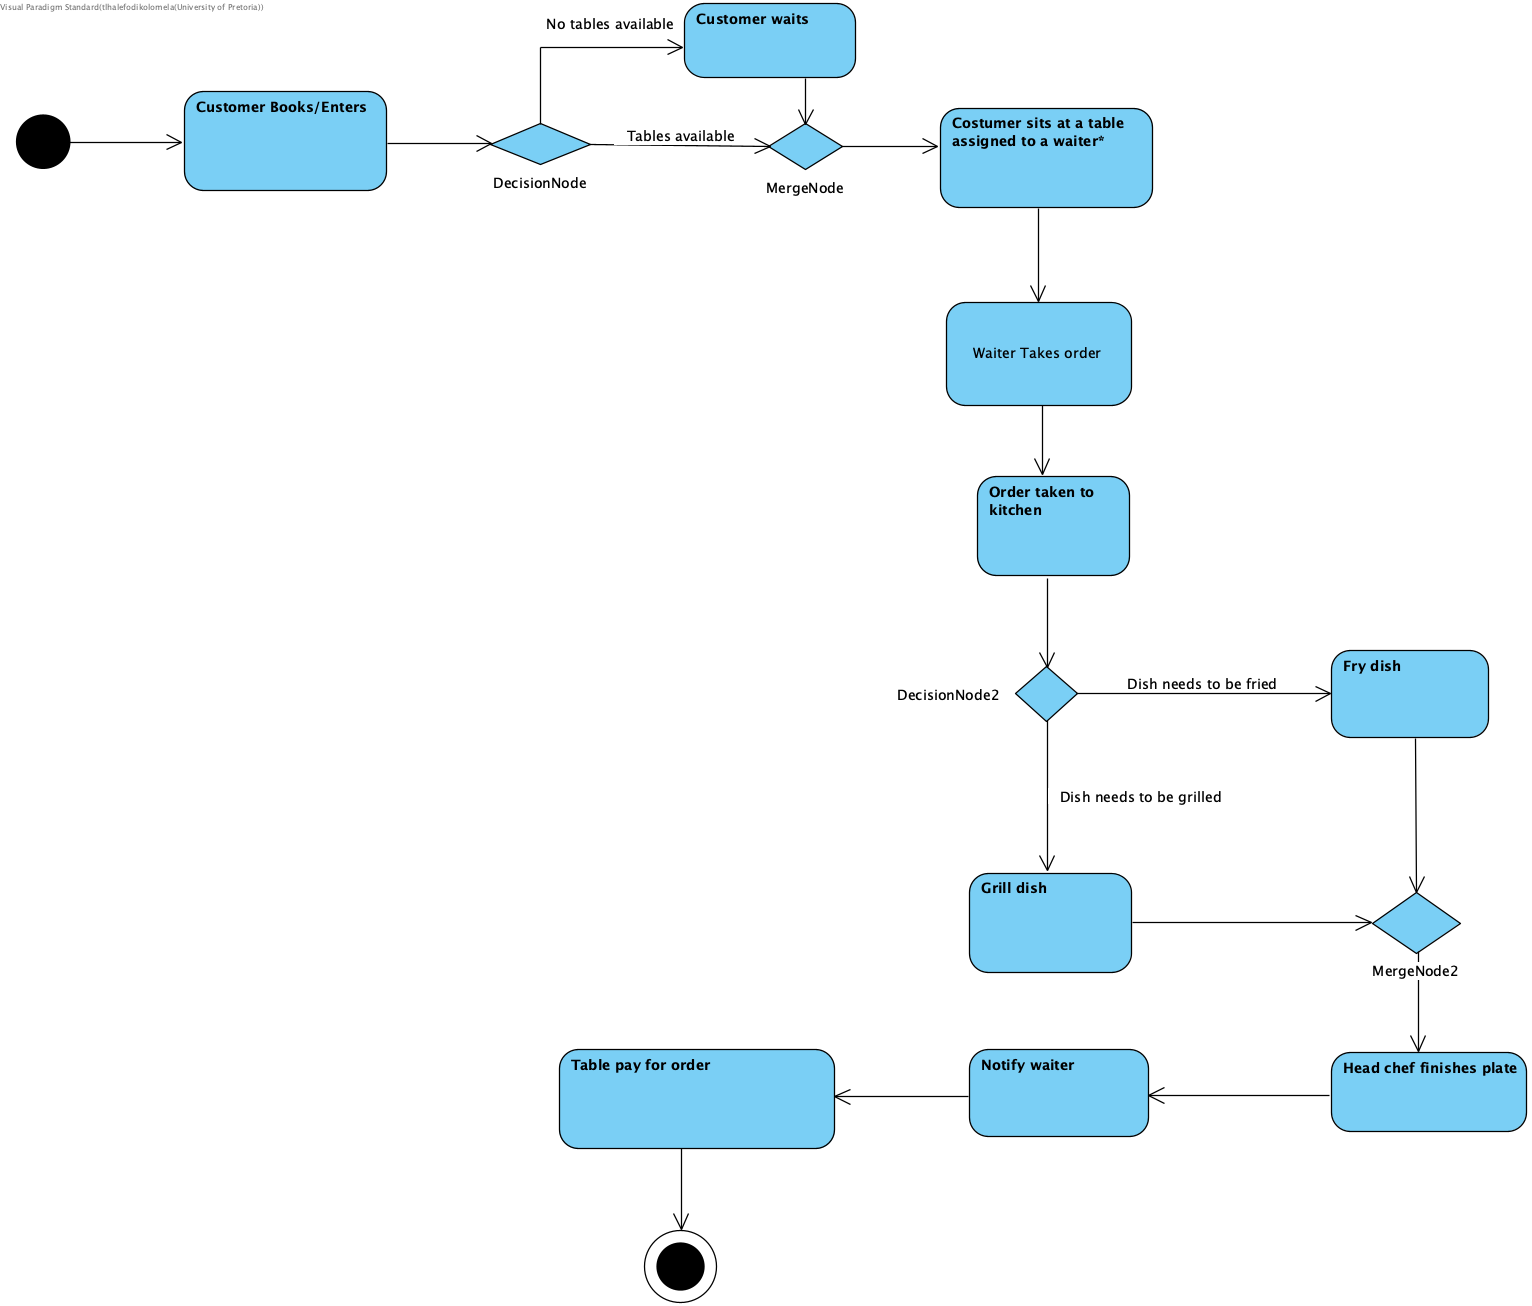 Visual Paradigm Standard(tlhalefodikolomela(University of Pretoria))
No tables available
Customer waits
Customer Books/Enters
Tables available
DecisionNode
MergeNode
Costumer sits at a table
assigned to a waiter*
Waiter Takes order
Order taken to
kitchen
DecisionNode2
Dish needs to be fried
Fry dish
Dish needs to be grilled
Grill dish
MergeNode2
Head chef finishes plate
Notify waiter
Table pay for order